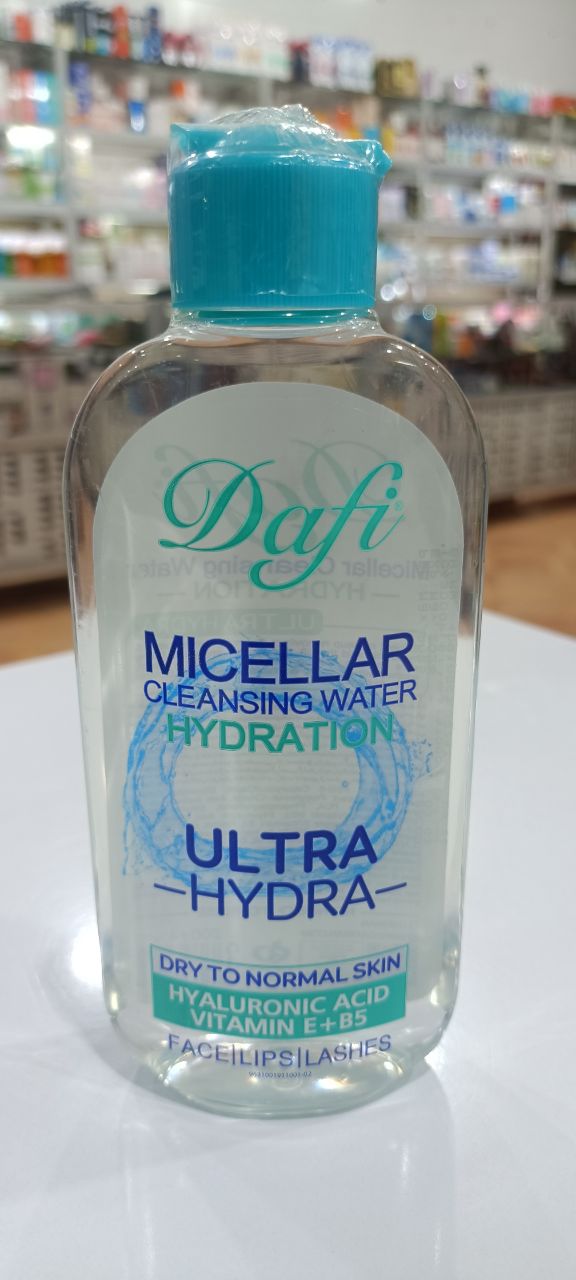 Dafi®
MICELLAR
CLEANSING WATER
HYDRATION
ULTRA
—HYDRA—
DRY TO NORMAL SKIN
HYALURONIC ACID
VITAMIN E+B5
FACE|LIPS|LASHES